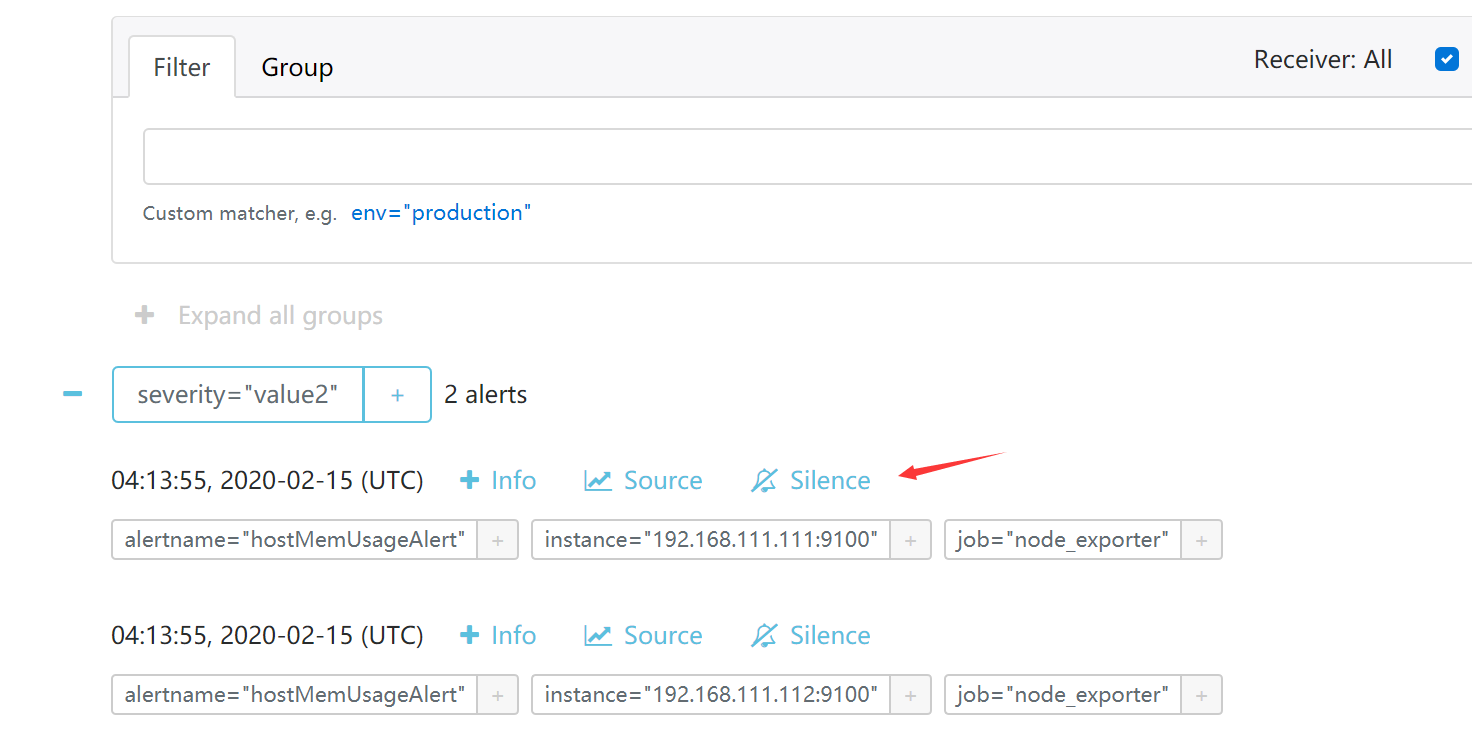 Filter Group Receiver: All
Custom matcher, e.g. env="production"
+ Expand all groups
severity="value2" + 2 alerts
04:13:55, 2020-02-15 (UTC) + Info Source Silence
alertname="hostMemUsageAlert" + instance="192.168.111.111:9100" + job="node_exporter" +
04:13:55, 2020-02-15 (UTC) + Info Source Silence
alertname="hostMemUsageAlert" + instance="192.168.111.112:9100" + job="node_exporter" +